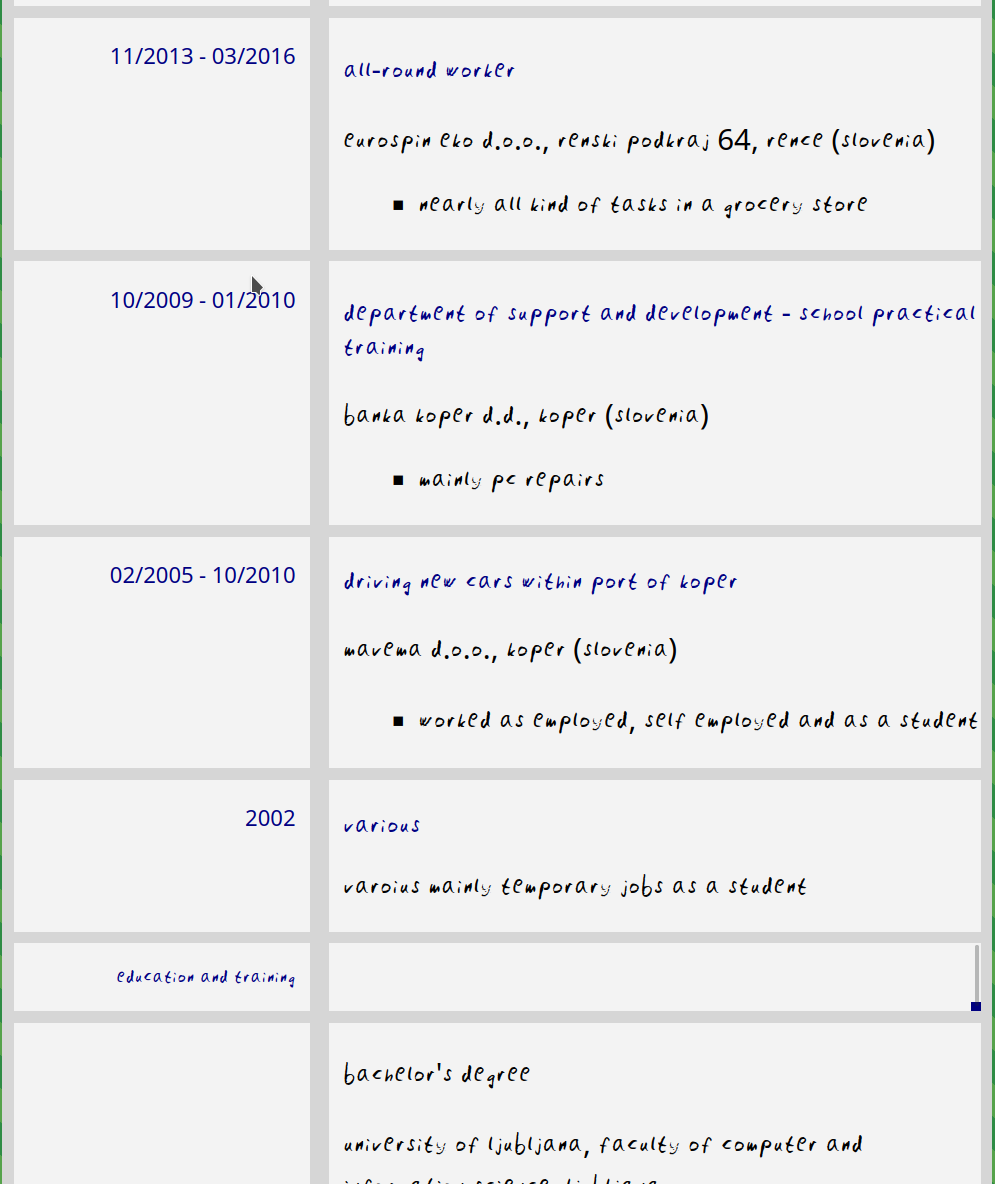 11/2013 - 03/2016
all-round worker
eurospin eko d.o.o., renski podkraj 64, rence (slovenia)
▪ nearly all kind of tasks in a grocery store
10/2009 - 01/2010
department of support and development - school practical
training
banka koper d.d., koper (slovenia)
▪ mainly pc repairs
02/2005 - 10/2010
driving new cars within port of koper
mavema d.o.o., koper (slovenia)
▪ worked as employed, self employed and as a student
2002
various
varoius mainly temporary jobs as a student
education and training
bachelor's degree
university of ljubljana, faculty of computer and